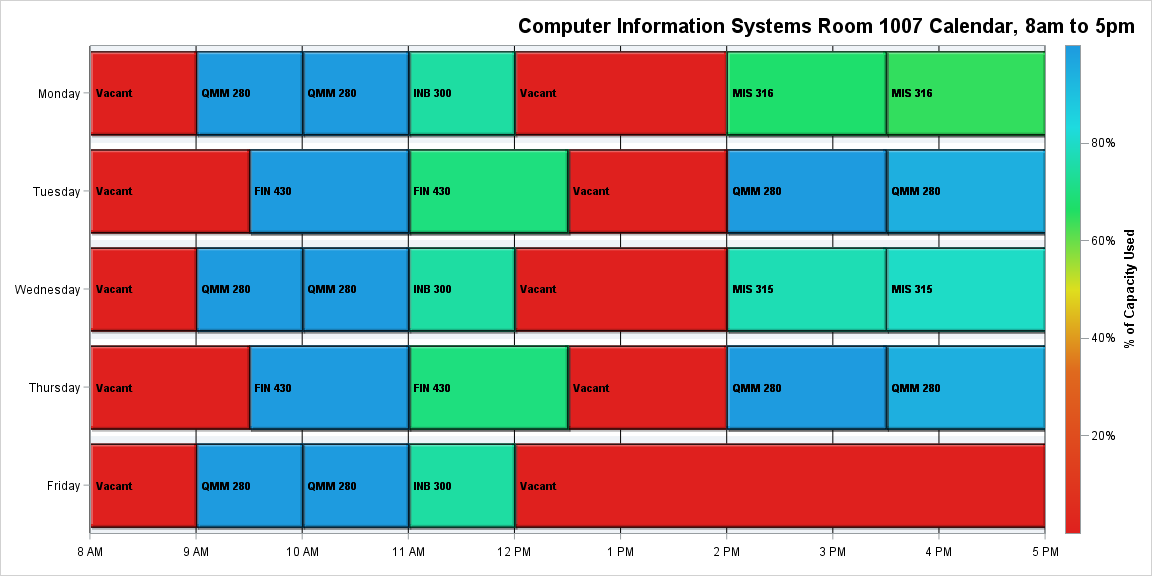 Computer Information Systems Room 1007 Calendar, 8am to 5pm
Monday
Vacant
QMM 280
QMM 280
INB 300
Vacant
MIS 316
MIS 316
Tuesday
Vacant
FIN 430
FIN 430
Vacant
QMM 280
QMM 280
Wednesday
Vacant
QMM 280
QMM 280
INB 300
Vacant
MIS 315
MIS 315
Thursday
Vacant
FIN 430
FIN 430
Vacant
QMM 280
QMM 280
Friday
Vacant
QMM 280
QMM 280
INB 300
Vacant
8 AM
9 AM
10 AM
11 AM
12 PM
1 PM
2 PM
3 PM
4 PM
5 PM
80%
60%
40%
20%
% of Capacity Used